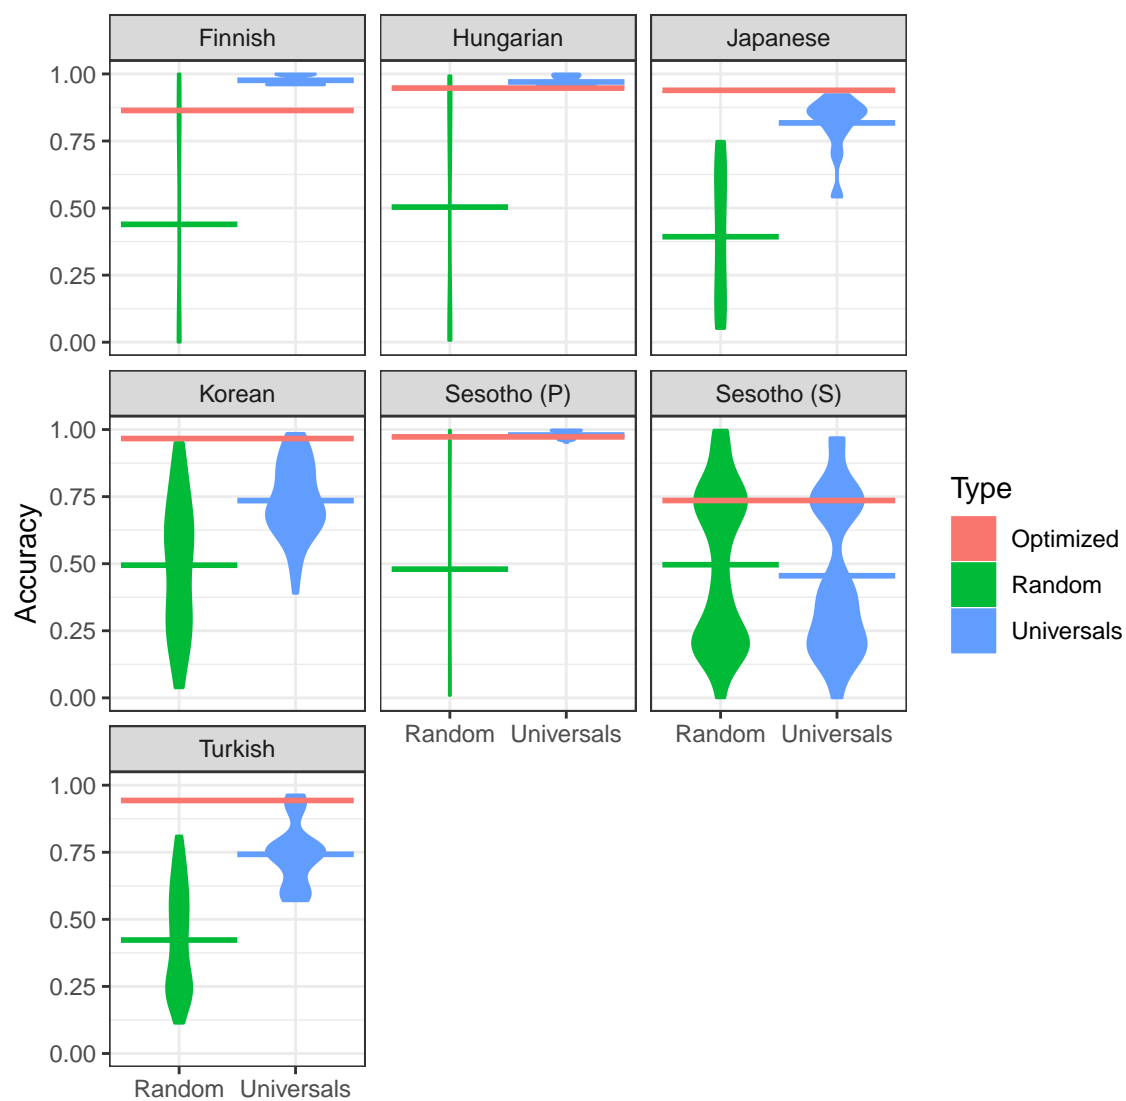 Finnish
Hungarian
Japanese
1.00
0.75
0.50
0.25
0.00
Korean
Sesotho (P)
Sesotho (S)
1.00
0.75
0.50
0.25
0.00
Accuracy
Random Universals
Random Universals
Turkish
1.00
0.75
0.50
0.25
0.00
Random Universals
Type
Optimized
Random
Universals